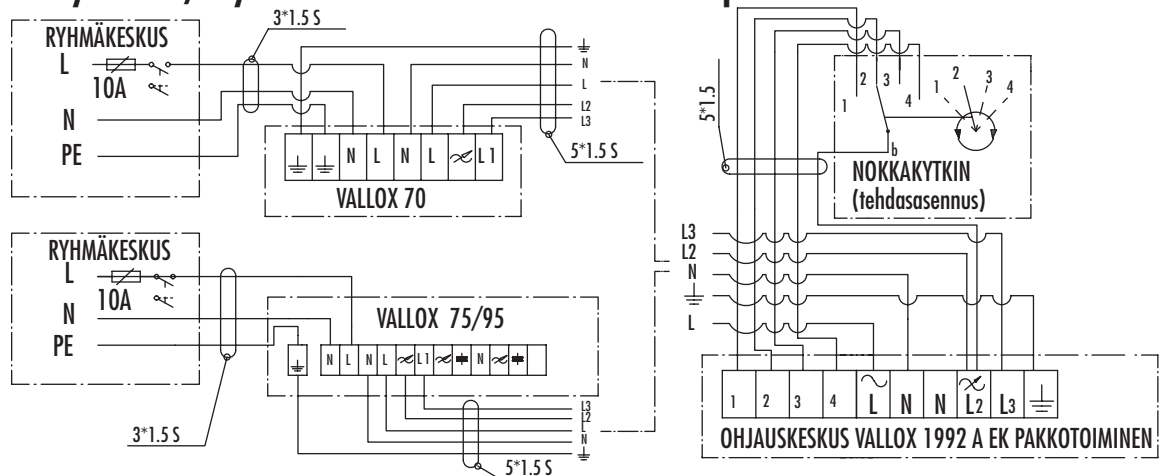 3*1.5 S
RYHMÄKESKUS
L
10A
N
PE
N
L
L2
L3
5*1.5 S
N L N L L1
VALLOX 70
RYHMÄKESKUS
L
10A
N
PE
3*1.5 S
VALLOX 75/95
N L N L L1 N
L3
L2
L
N
5*1.5 S
5*1.5
1 2 3 4
1 2 3 4
b
NOKKAKYTKIN
(tehdasasennus)
L3
L2
N
L
1 2 3 4 L N N L2 L3
OHJAUSKESKUS VALLOX 1992 A EK PAKKOTOIMINEN